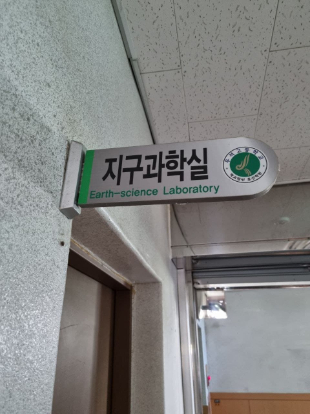 지구과학실
Earth-science Laboratory